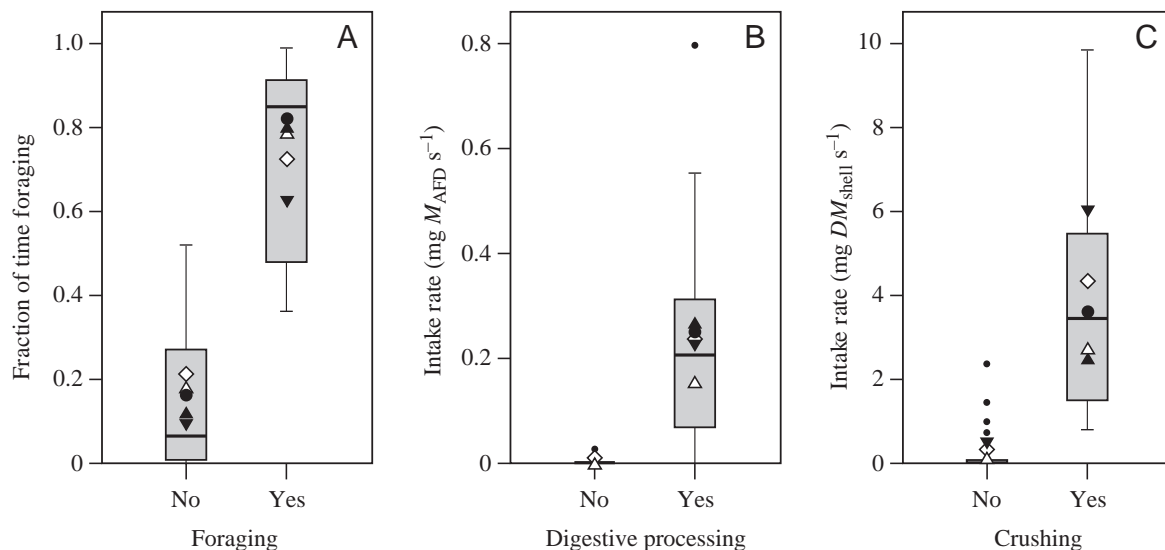 A
1.0
0.8
0.6
0.4
0.2
0
Fraction of time foraging
No Yes
Foraging
B
0.8
0.6
0.4
0.2
0
Intake rate (mg M_AFD s⁻¹)
No Yes
Digestive processing
C
10
8
6
4
2
0
Intake rate (mg DM_shell s⁻¹)
No Yes
Crushing